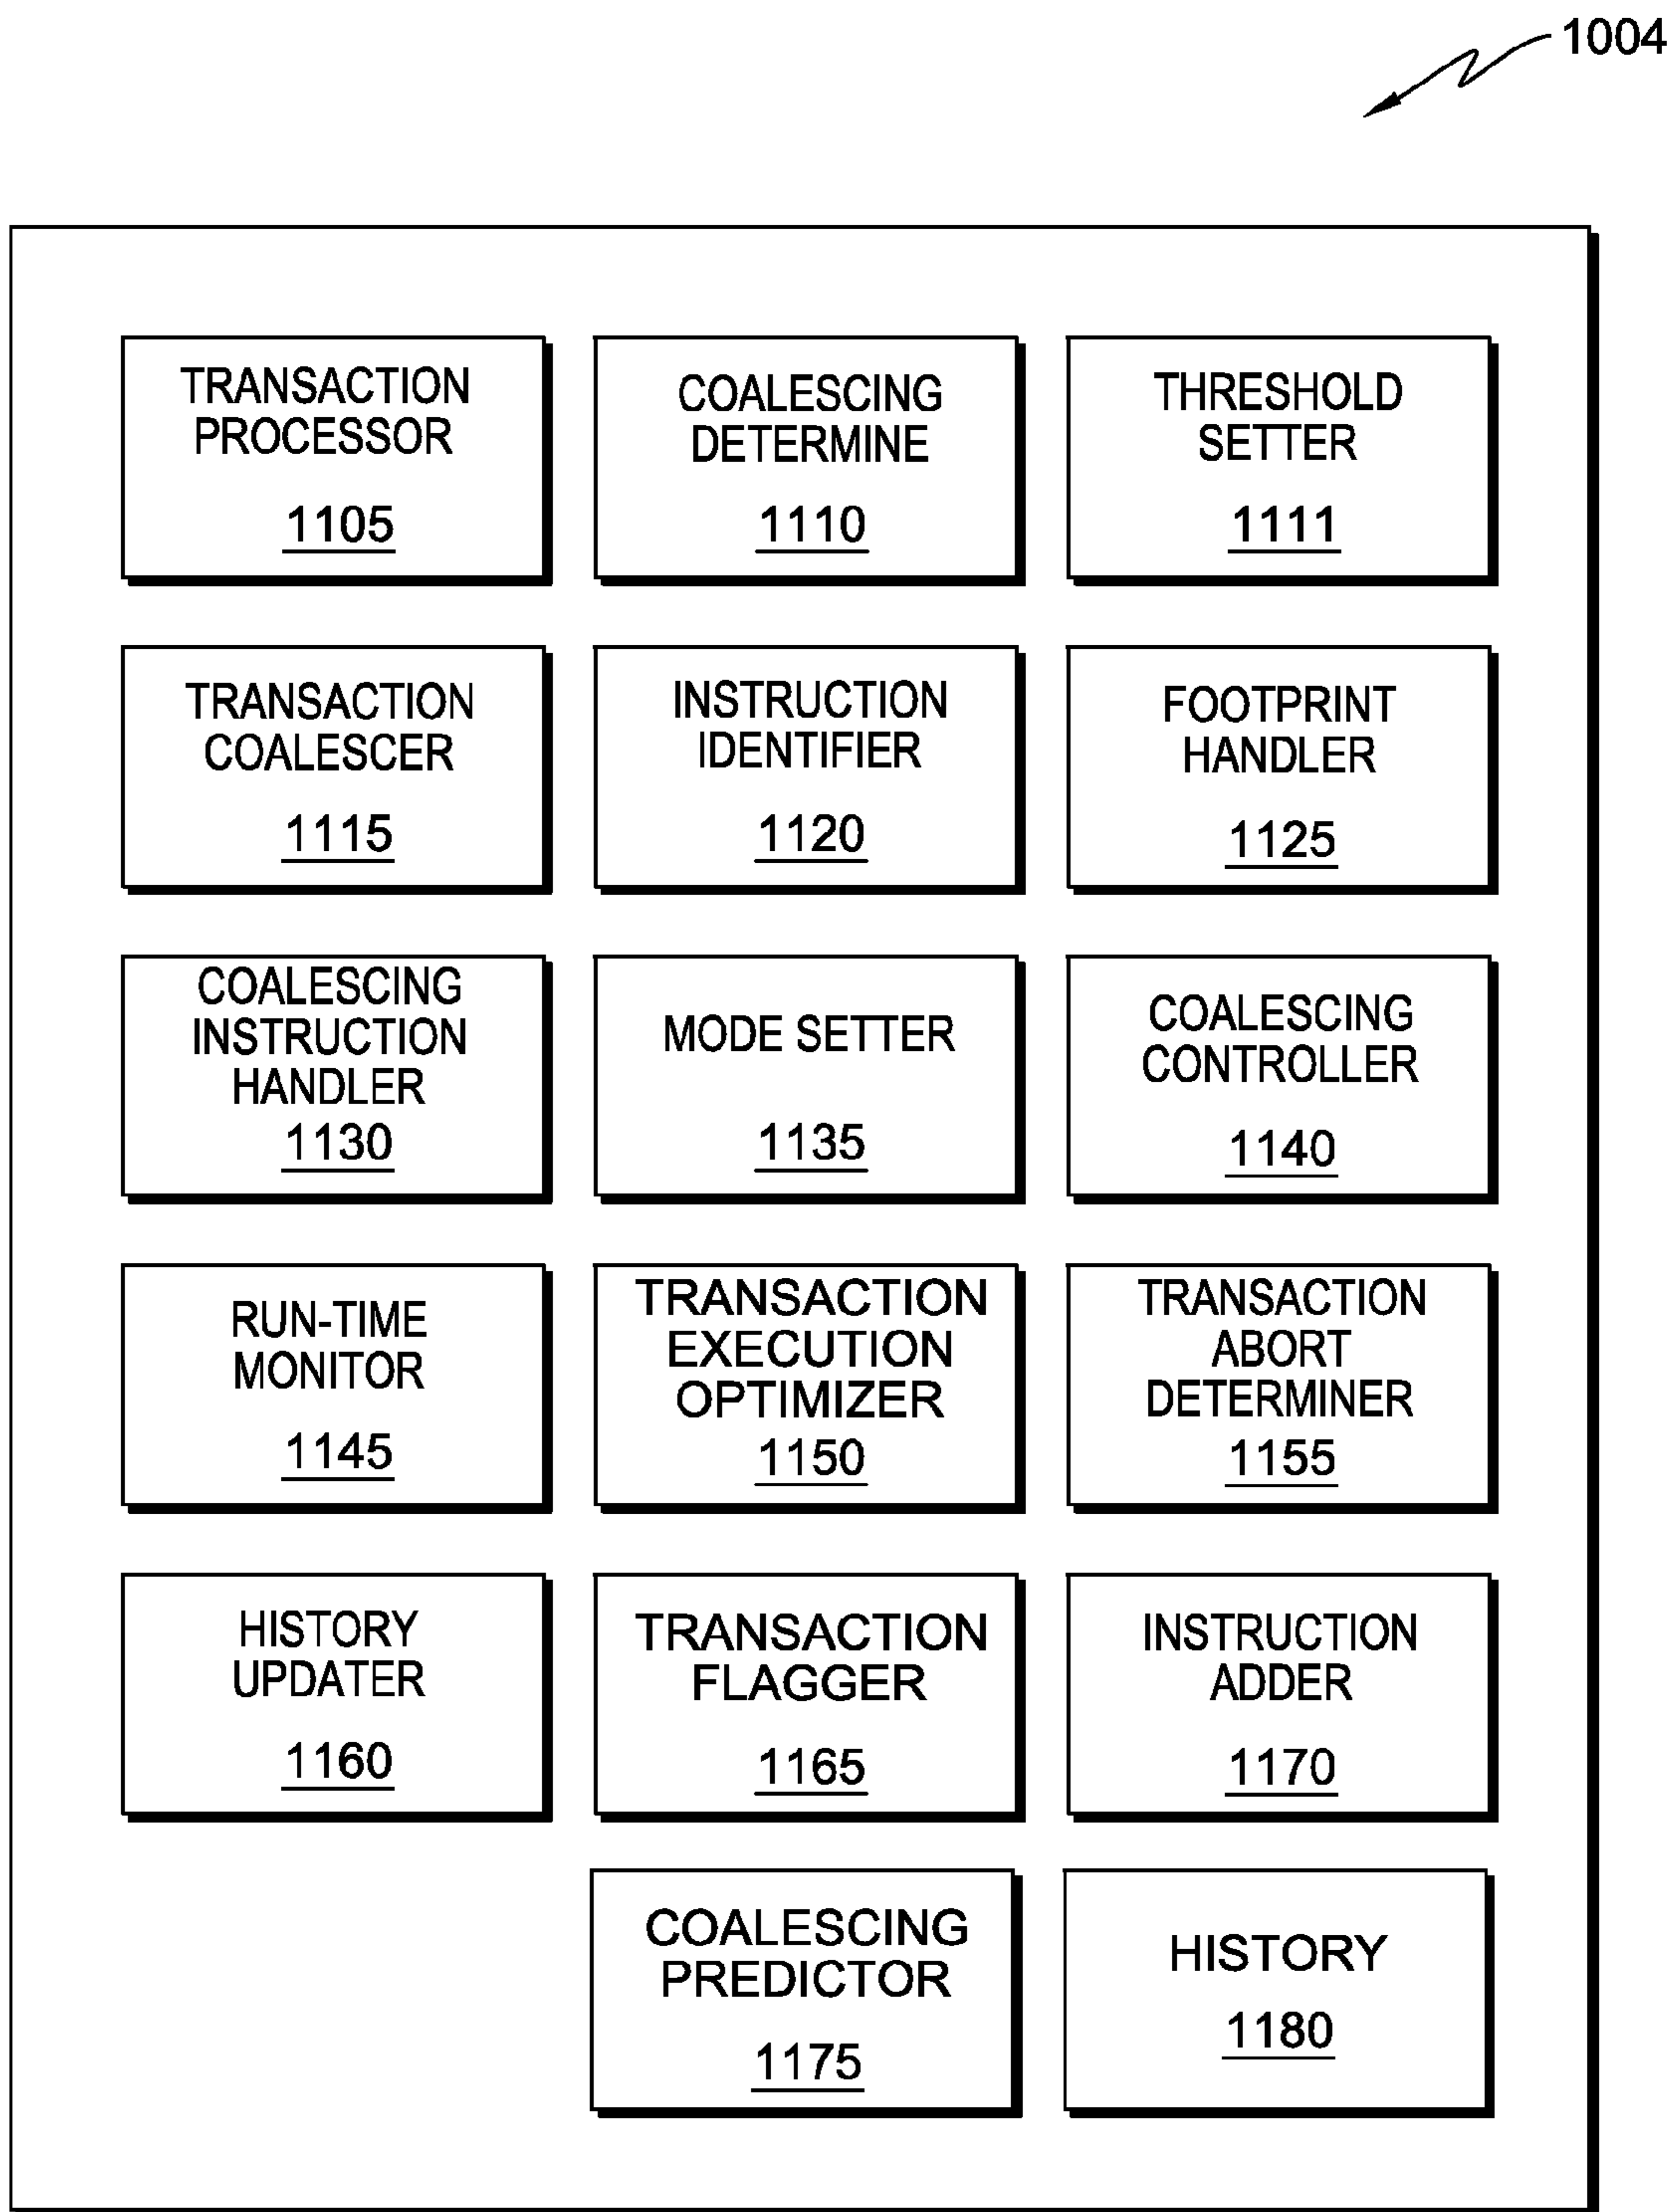 1004
TRANSACTION
PROCESSOR
1105
COALESCING
DETERMINE
1110
THRESHOLD
SETTER
1111
TRANSACTION
COALESCER
1115
INSTRUCTION
IDENTIFIER
1120
FOOTPRINT
HANDLER
1125
COALESCING
INSTRUCTION
HANDLER
1130
MODE SETTER
1135
COALESCING
CONTROLLER
1140
RUN-TIME
MONITOR
1145
TRANSACTION
EXECUTION
OPTIMIZER
1150
TRANSACTION
ABORT
DETERMINER
1155
HISTORY
UPDATER
1160
TRANSACTION
FLAGGER
1165
INSTRUCTION
ADDER
1170
COALESCING
PREDICTOR
1175
HISTORY
1180